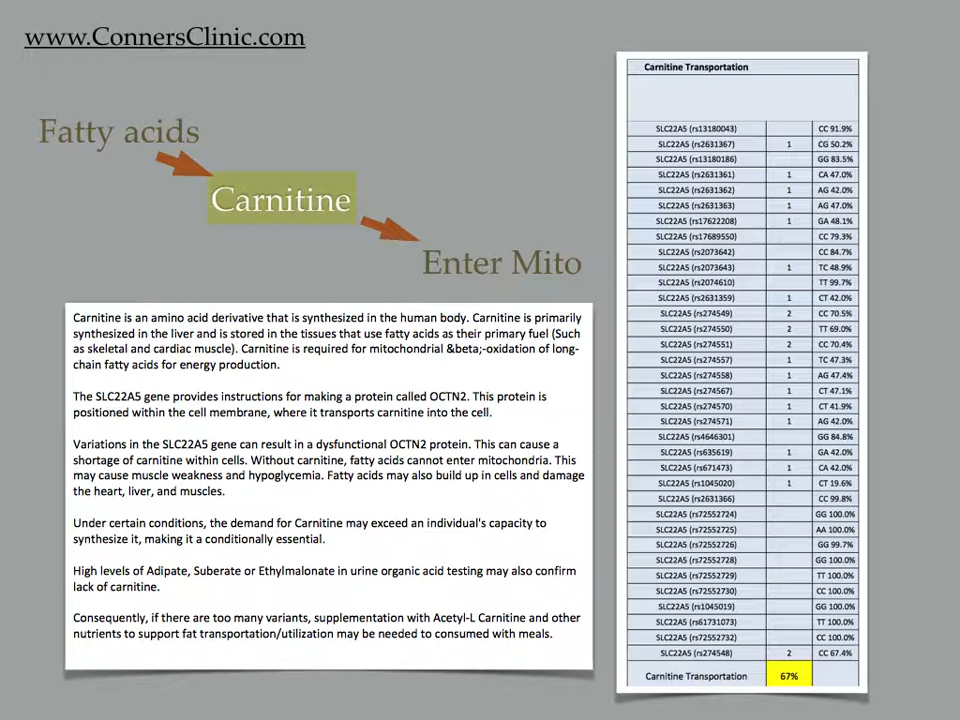 www.ConnersClinic.com
Fatty acids
Carnitine
Enter Mito
Carnitine is an amino acid derivative that is synthesized in the human body. Carnitine is primarily
synthesized in the liver and is stored in the tissues that use fatty acids as their primary fuel (Such
as skeletal and cardiac muscle). Carnitine is required for mitochondrial &beta;-oxidation of long-
chain fatty acids for energy production.
The SLC22A5 gene provides instructions for making a protein called OCTN2. This protein is
positioned within the cell membrane, where it transports carnitine into the cell.
Variations in the SLC22A5 gene can result in a dysfunctional OCTN2 protein. This can cause a
shortage of carnitine within cells. Without carnitine, fatty acids cannot enter mitochondria. This
may cause muscle weakness and hypoglycemia. Fatty acids may also build up in cells and damage
the heart, liver, and muscles.
Under certain conditions, the demand for Carnitine may exceed an individual's capacity to
synthesize it, making it a conditionally essential.
High levels of Adipate, Suberate or Ethylmalonate in urine organic acid testing may also confirm
lack of carnitine.
Consequently, if there are too many variants, supplementation with Acetyl-L Carnitine and other
nutrients to support fat transportation/utilization may be needed to consumed with meals.
Carnitine Transportation
SLC22A5 (rs13180043) CC 91.9%
SLC22A5 (rs2631367) 1 CG 50.2%
SLC22A5 (rs13180186) GG 83.5%
SLC22A5 (rs2631361) 1 CA 47.0%
SLC22A5 (rs2631362) 1 AG 42.0%
SLC22A5 (rs2631363) 1 AG 47.0%
SLC22A5 (rs17622208) 1 GA 48.1%
SLC22A5 (rs17689550) CC 79.3%
SLC22A5 (rs2073642) CC 84.7%
SLC22A5 (rs2073643) 1 TC 48.9%
SLC22A5 (rs2074610) TT 99.7%
SLC22A5 (rs2631359) 1 CT 42.0%
SLC22A5 (rs274549) 2 CC 70.5%
SLC22A5 (rs274550) 2 TT 69.0%
SLC22A5 (rs274551) 2 CC 70.4%
SLC22A5 (rs274557) 1 TC 47.3%
SLC22A5 (rs274558) 1 AG 47.4%
SLC22A5 (rs274567) 1 CT 47.1%
SLC22A5 (rs274570) 1 CT 41.9%
SLC22A5 (rs274571) 1 AG 42.0%
SLC22A5 (rs4646301) GG 84.8%
SLC22A5 (rs635619) 1 GA 42.0%
SLC22A5 (rs671473) 1 CA 42.0%
SLC22A5 (rs1045020) 1 CT 19.6%
SLC22A5 (rs2631366) CC 99.8%
SLC22A5 (rs72552724) GG 100.0%
SLC22A5 (rs72552725) AA 100.0%
SLC22A5 (rs72552726) GG 99.7%
SLC22A5 (rs72552728) GG 100.0%
SLC22A5 (rs72552729) TT 100.0%
SLC22A5 (rs72552730) CC 100.0%
SLC22A5 (rs1045019) GG 100.0%
SLC22A5 (rs61731073) TT 100.0%
SLC22A5 (rs72552732) CC 100.0%
SLC22A5 (rs274548) 2 CC 67.4%
Carnitine Transportation 67%